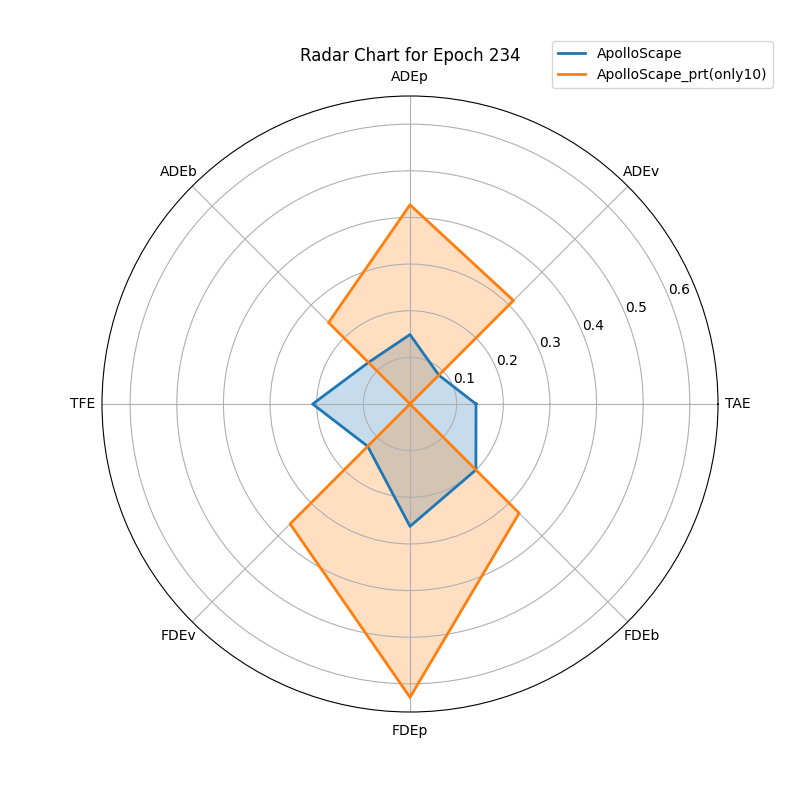 Radar Chart for Epoch 234
ApolloScape
ApolloScape_prt(only10)
ADEp
ADEb
ADEv
0.6
0.5
0.4
0.3
0.2
0.1
TFE
TAE
FDEv
FDEb
FDEp